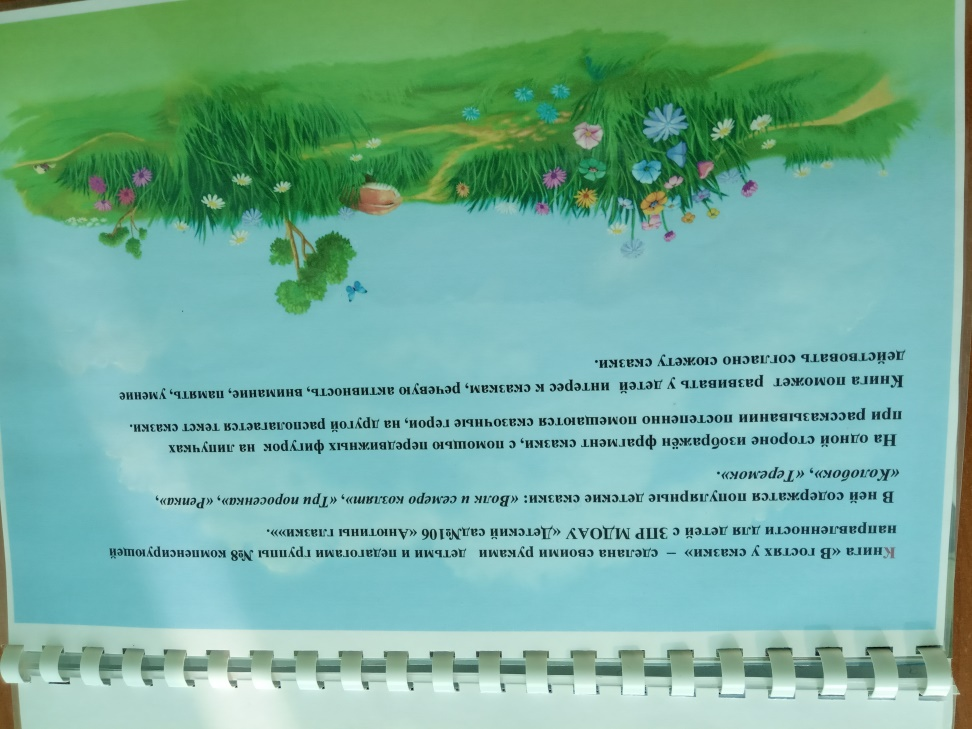 Книга «В гостях у сказки» – сделана своими руками детьми и педагогами группы №8 компенсирующей
направленности для детей с ЗПР МДОАУ «Детский сад№106 «Анютины глазки»».
В ней содержатся популярные детские сказки: «Волк и семеро козлят», «Три поросенка», «Репка»,
«Колобок», «Теремок».
На одной стороне изображён фрагмент сказки, с помощью передвижных фигурок на липучках
при рассказывании постепенно помещаются сказочные герои, на другой располагается текст сказки.
Книга поможет развивать у детей интерес к сказкам, речевую активность, внимание, память, умение
действовать согласно сюжету сказки.